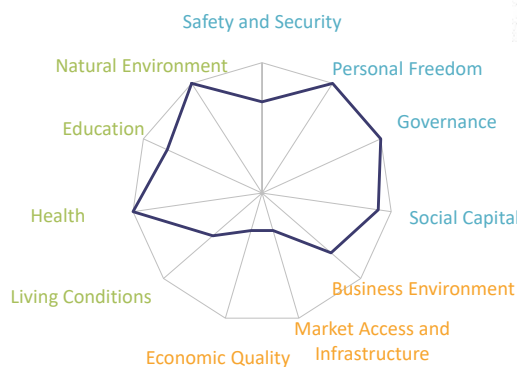 Safety and Security
Natural Environment
Personal Freedom
Education
Governance
Health
Social Capital
Living Conditions
Business Environment
Market Access and
Infrastructure
Economic Quality